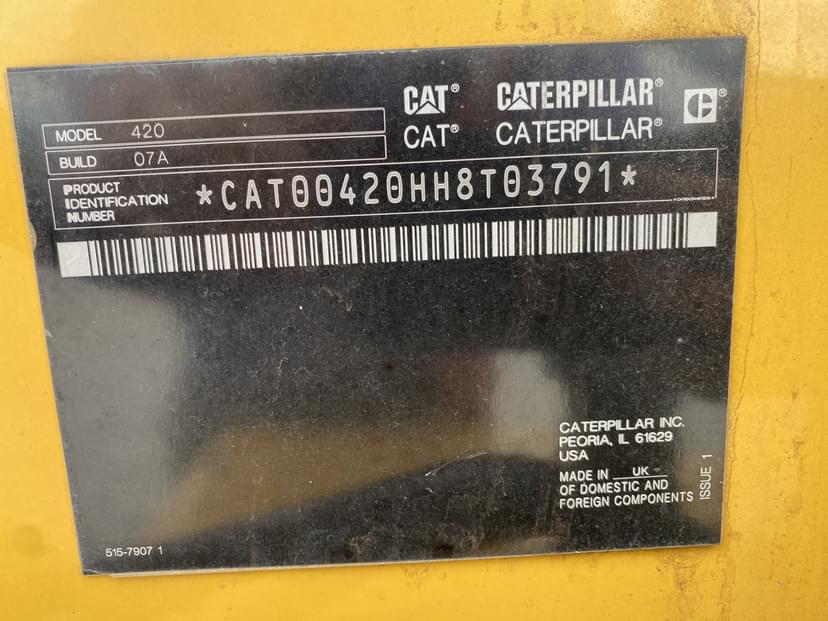 CAT® CATERPILLAR®
CAT® CATERPILLAR®
MODEL 420
BUILD 07A
PRODUCT
IDENTIFICATION
NUMBER
*CAT00420HH8T03791*
CATERPILLAR INC.
PEORIA, IL 61629
USA
MADE IN UK
OF DOMESTIC AND
FOREIGN COMPONENTS
ISSUE 1
515-7907 1